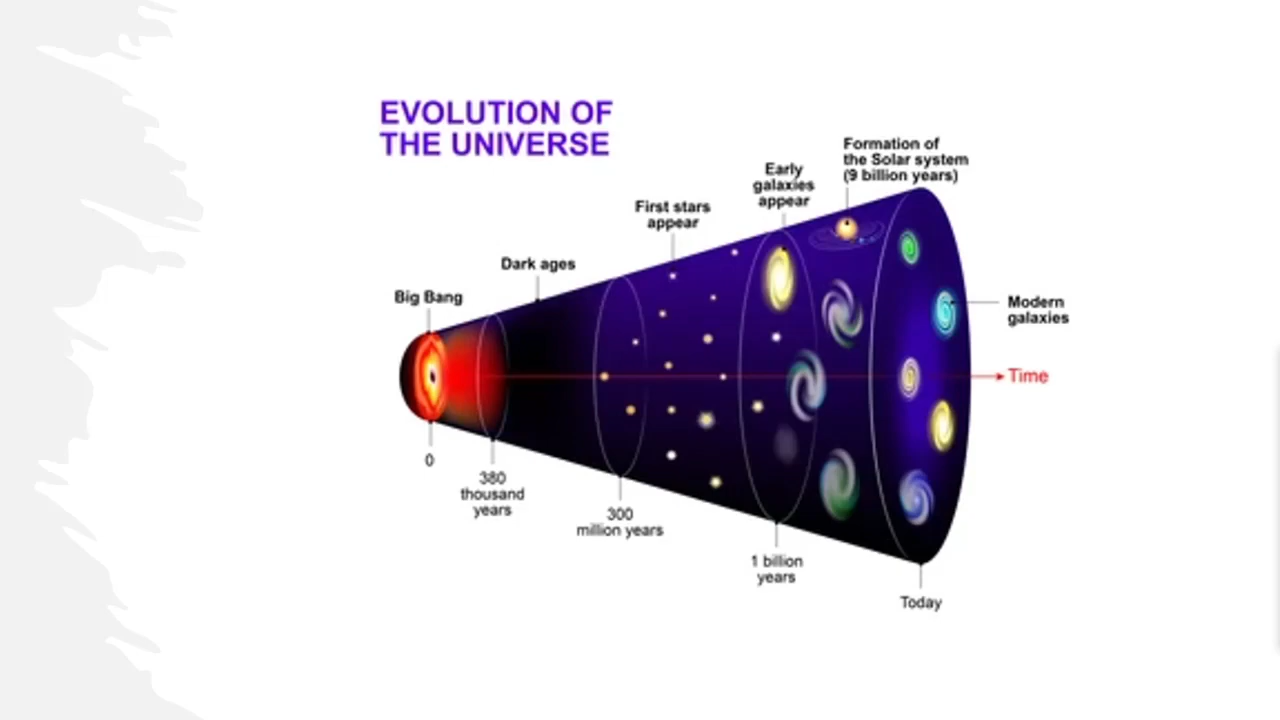 EVOLUTION OF
THE UNIVERSE
Formation of
the Solar system
(9 billion years)
Early
galaxies
appear
First stars
appear
Dark ages
Big Bang
Modern
galaxies
Time
0
380
thousand
years
300
million years
1 billion
years
Today